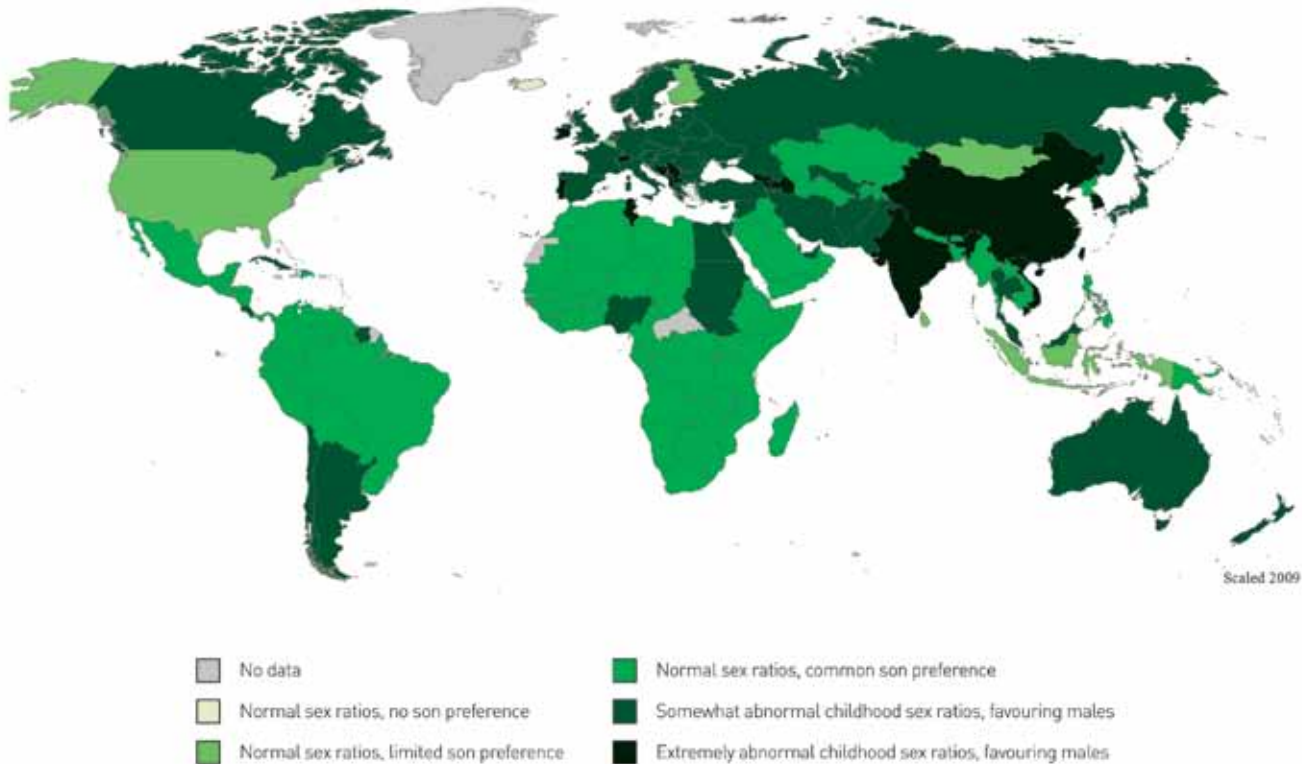 Scaled 2009
No data
Normal sex ratios, no son preference
Normal sex ratios, limited son preference
Normal sex ratios, common son preference
Somewhat abnormal childhood sex ratios, favouring males
Extremely abnormal childhood sex ratios, favouring males